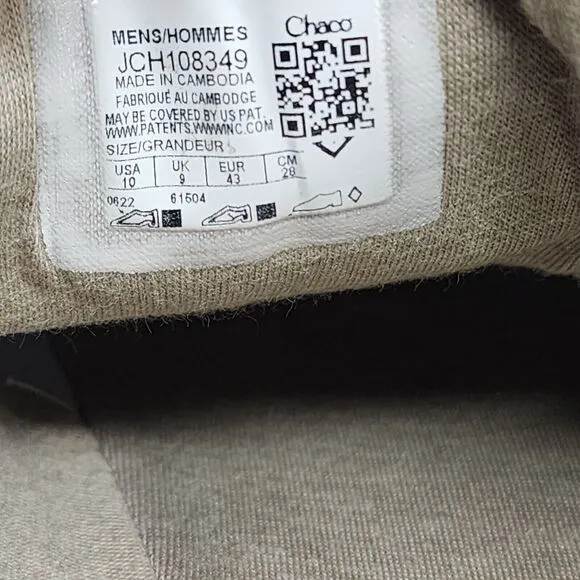 MENS/HOMMES
Chaco
JCH108349
MADE IN CAMBODIA
FABRIQUÉ AU CAMBODGE
MAY BE COVERED BY US PAT.
WWW.PATENTS.WWWINC.COM
SIZE/GRANDEUR
USA UK EUR CM
10 9 43 28
0622 61504